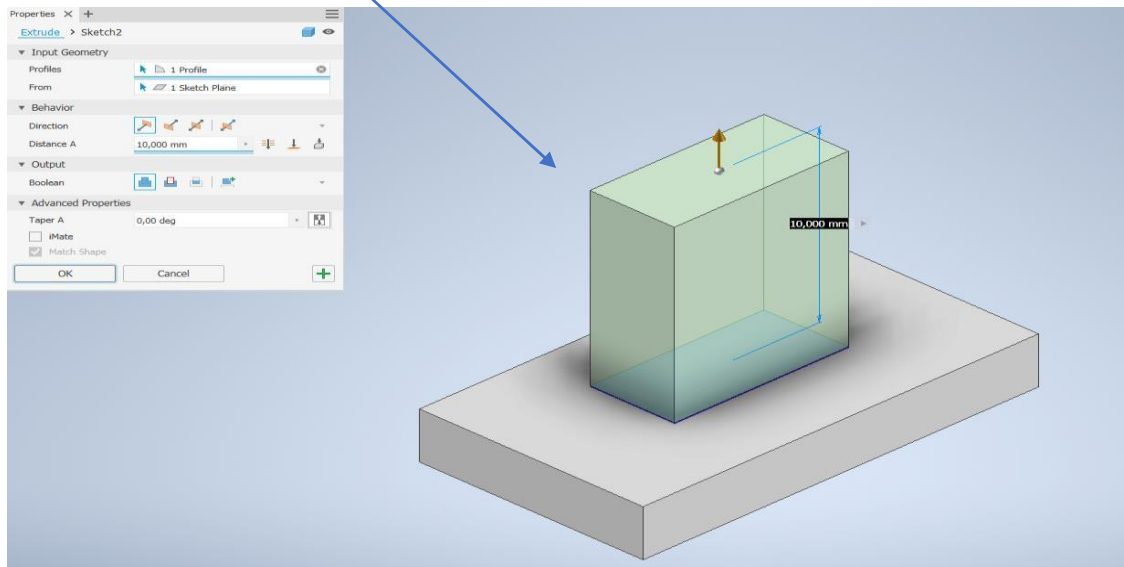 Properties × +
Extrude > Sketch2
Input Geometry
Profiles 1 Profile
From 1 Sketch Plane
Behavior
Direction
Distance A 10,000 mm
Output
Boolean
Advanced Properties
Taper A 0,00 deg
iMate
Match Shape
OK Cancel
10,000 mm